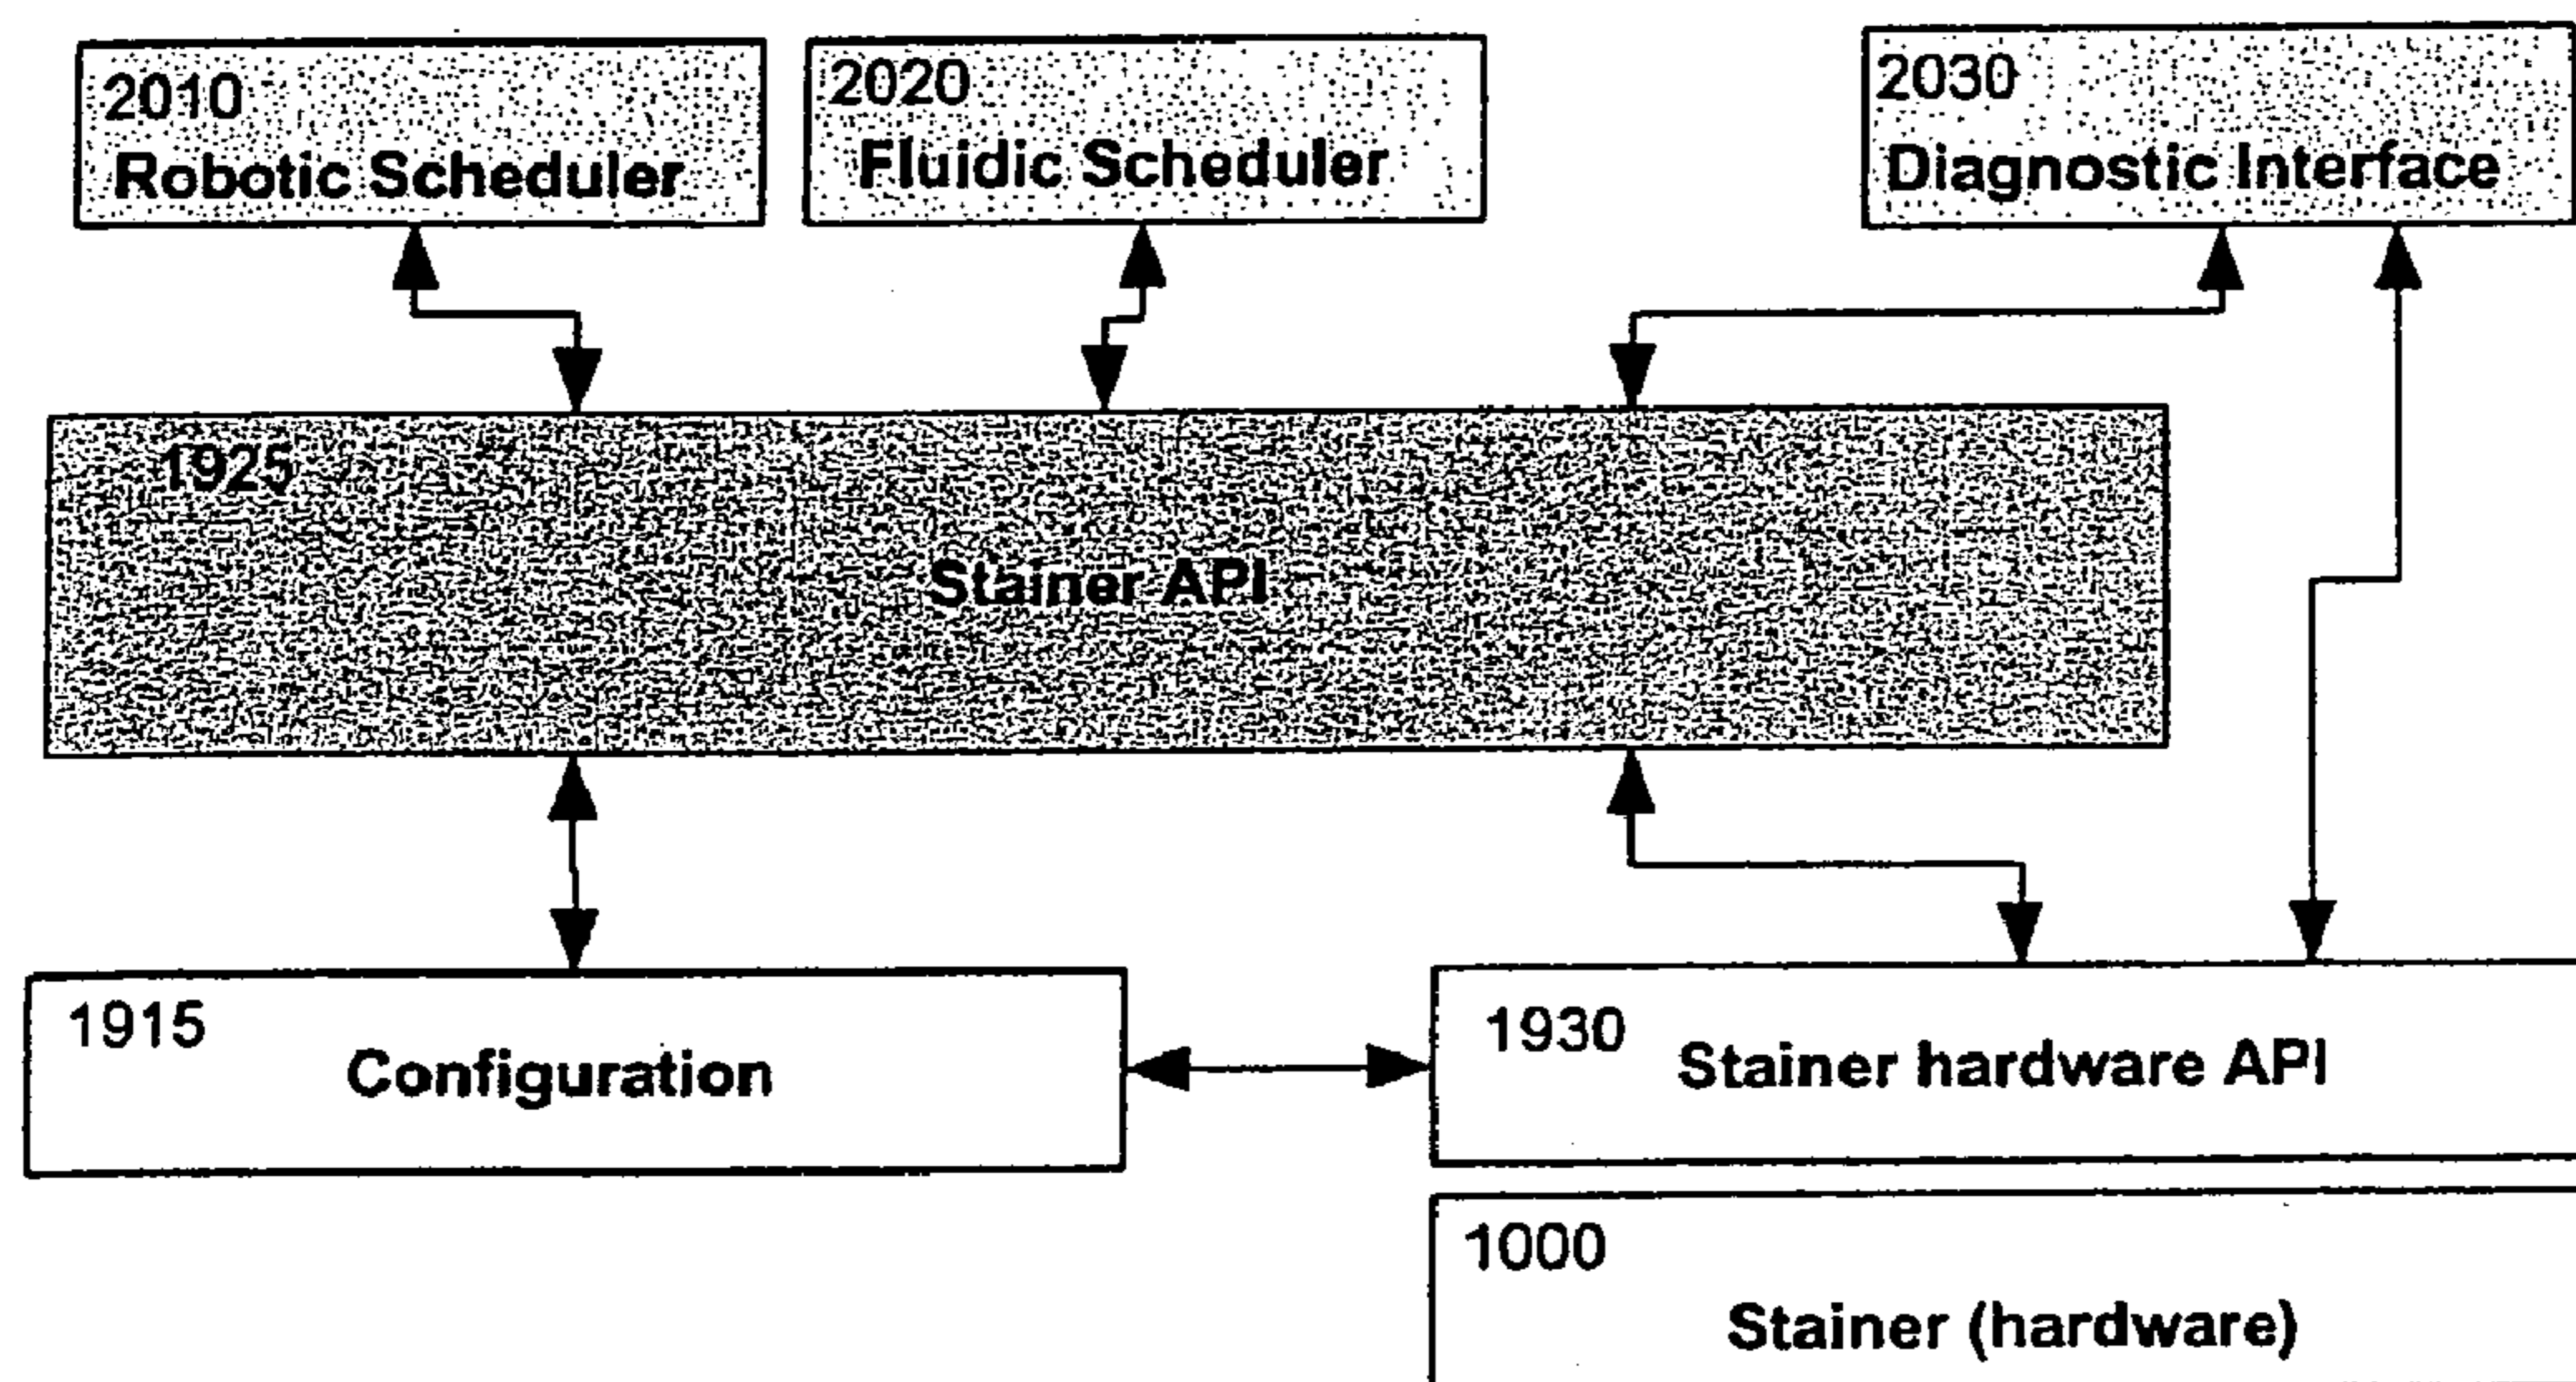 2010
Robotic Scheduler
2020
Fluidic Scheduler
2030
Diagnostic Interface
1925
Stainer API
1915
Configuration
1930
Stainer hardware API
1000
Stainer (hardware)